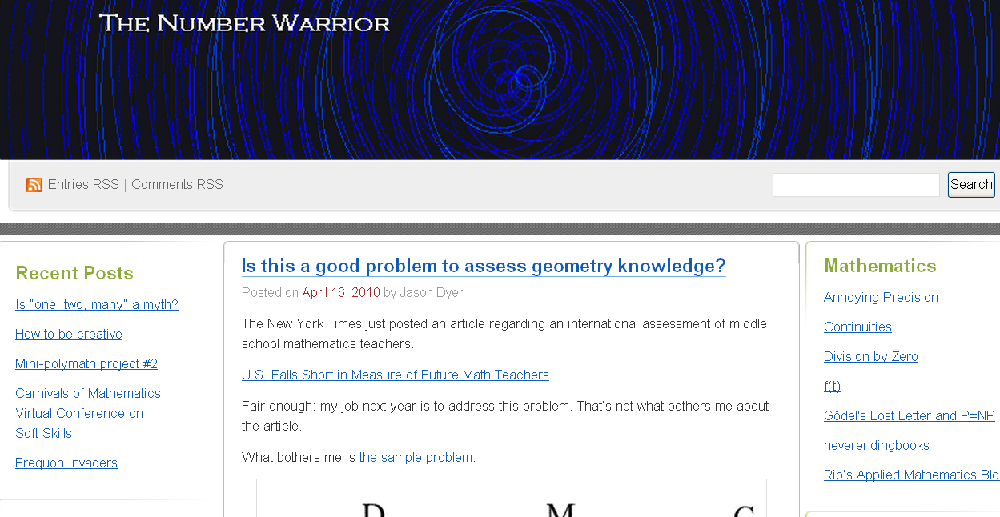 The Number Warrior
Entries RSS | Comments RSS
Search
Recent Posts
Is "one, two, many" a myth?
How to be creative
Mini-polymath project #2
Carnivals of Mathematics,
Virtual Conference on
Soft Skills
Frequon Invaders
Is this a good problem to assess geometry knowledge?
Posted on April 16, 2010 by Jason Dyer
The New York Times just posted an article regarding an international assessment of middle
school mathematics teachers.
U.S. Falls Short in Measure of Future Math Teachers
Fair enough: my job next year is to address this problem. That's not what bothers me about
the article.
What bothers me is the sample problem:
D M C
Mathematics
Annoying Precision
Continuities
Division by Zero
f(t)
Gödel's Lost Letter and P=NP
neverendingbooks
Rip's Applied Mathematics Blo